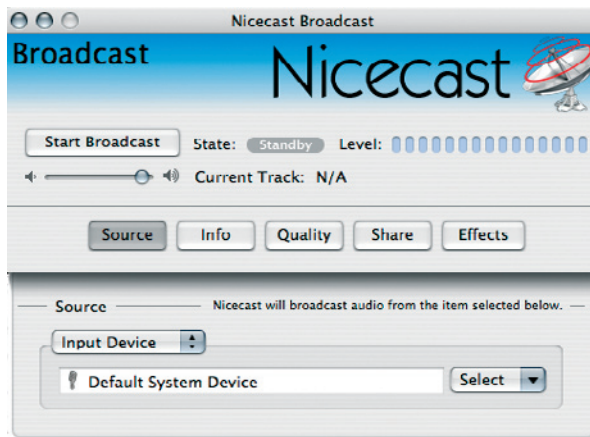 Nicecast Broadcast
Broadcast
Nicecast
Start Broadcast State: Standby Level:
Current Track: N/A
Source Info Quality Share Effects
Source Nicecast will broadcast audio from the item selected below.
Input Device
Default System Device Select